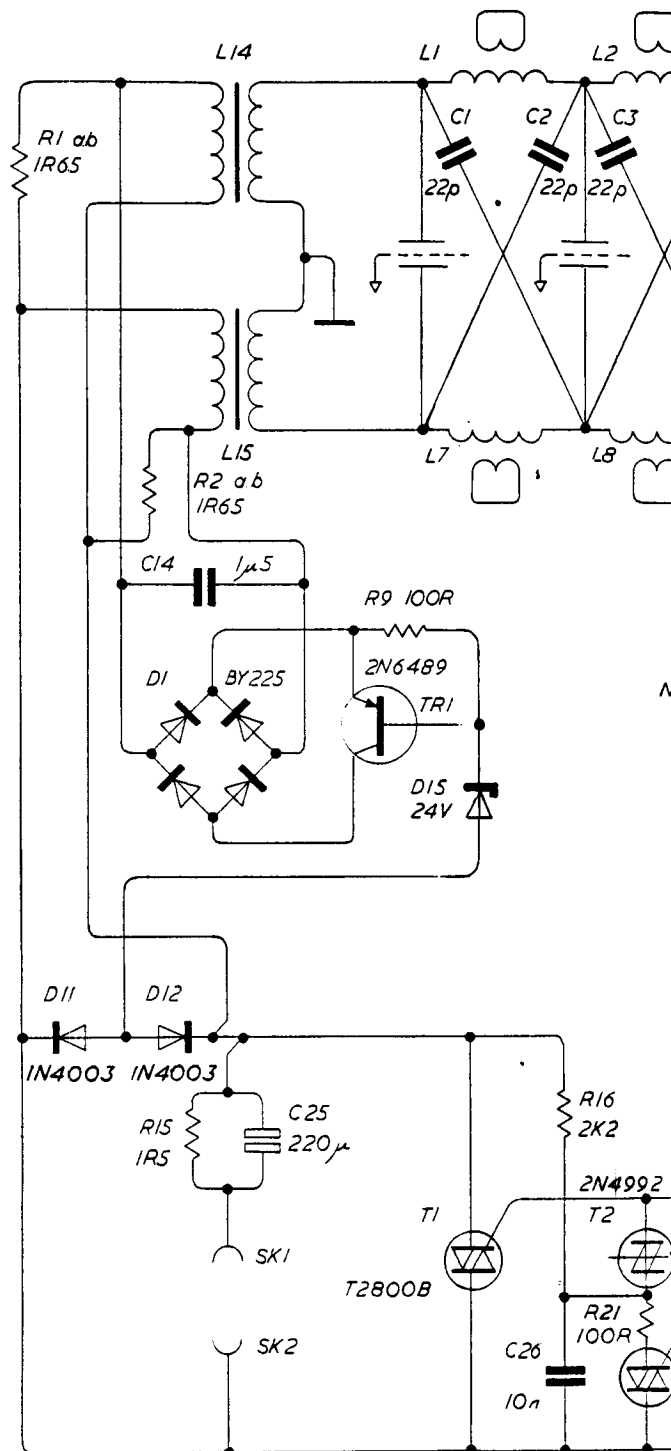 L14
L1
L2
R1 a.b
1R65
C1
C2
C3
22p
22p
22p
L15
L7
L8
R2 a.b
1R65
C14
1µ5
R9 100R
D1
BY225
2N6489
TR1
N
D15
24V
D11
D12
1N4003
1N4003
R15
1R5
C25
220µ
R16
2K2
2N4992
T1
T2
SK1
T2800B
R21
100R
SK2
C26
10n